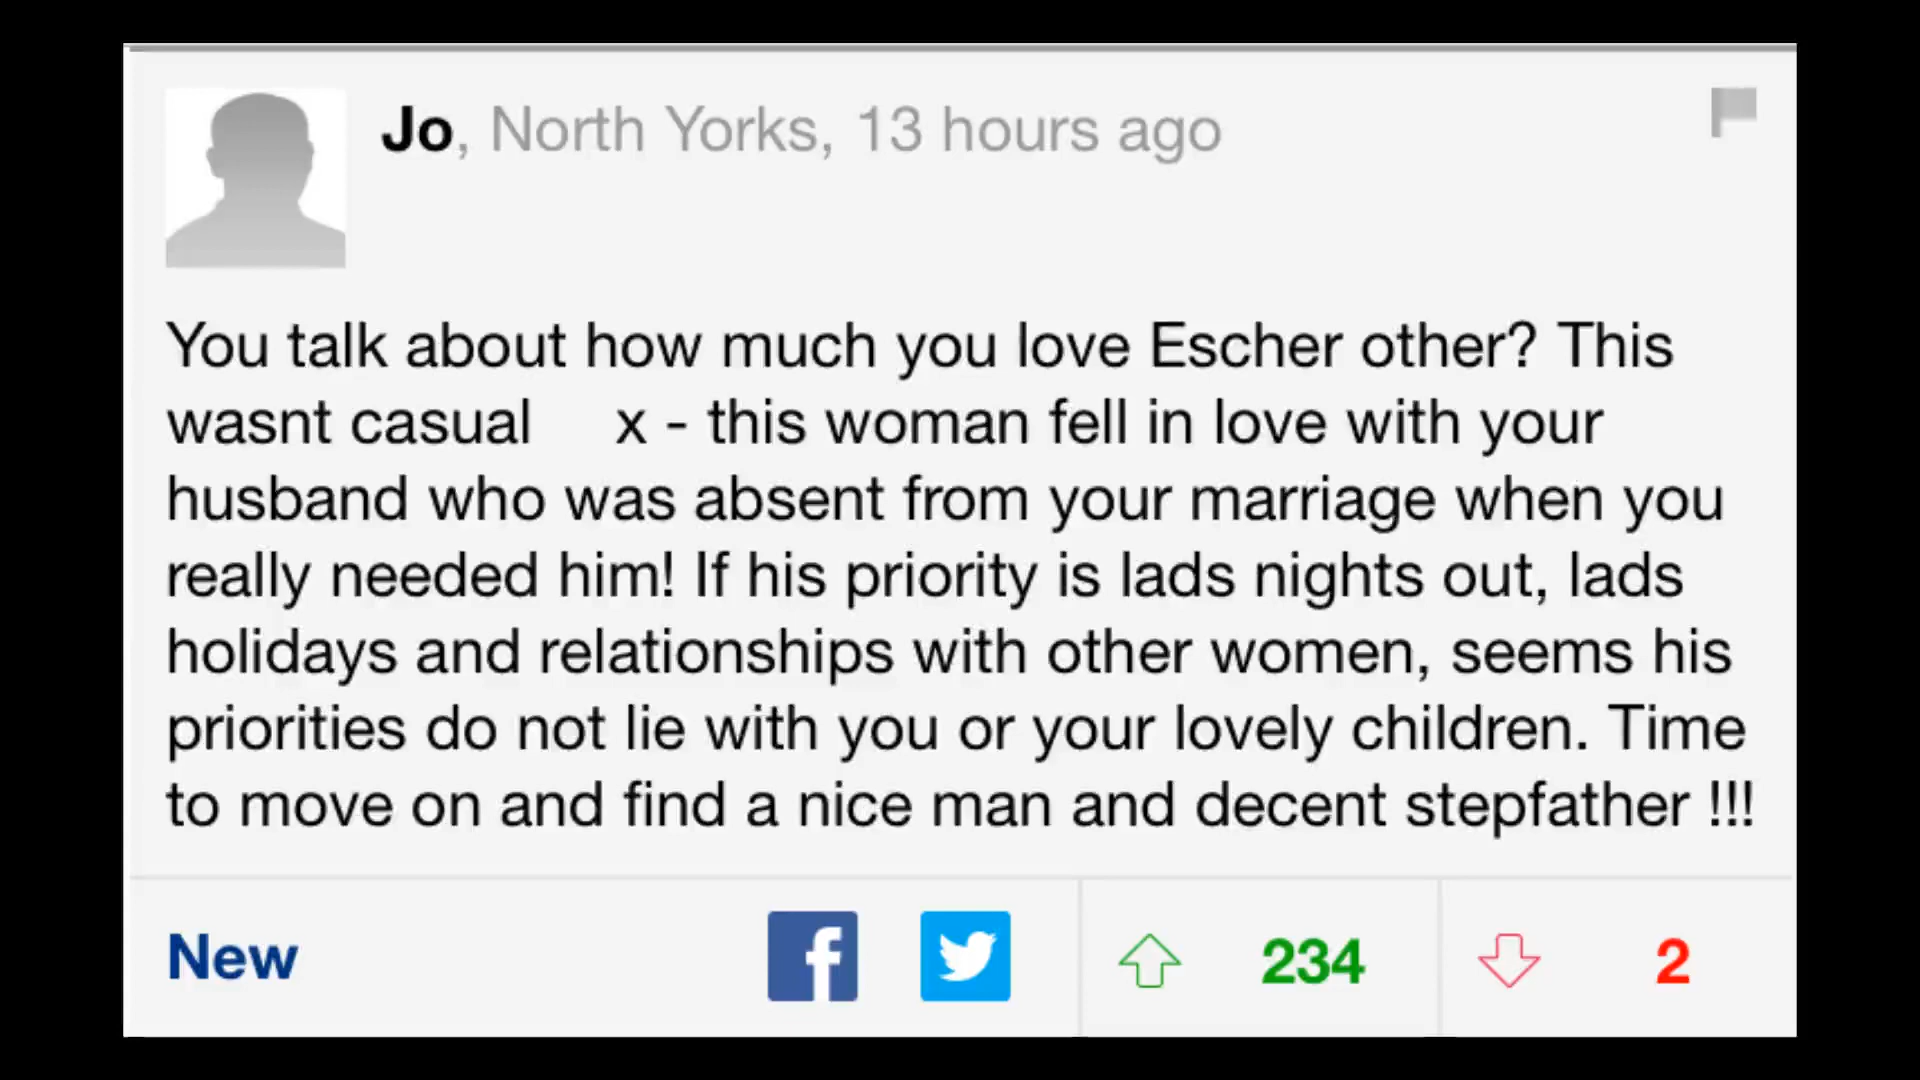 Jo, North Yorks, 13 hours ago
You talk about how much you love Escher other? This
wasnt casual x - this woman fell in love with your
husband who was absent from your marriage when you
really needed him! If his priority is lads nights out, lads
holidays and relationships with other women, seems his
priorities do not lie with you or your lovely children. Time
to move on and find a nice man and decent stepfather !!!
New 234 2